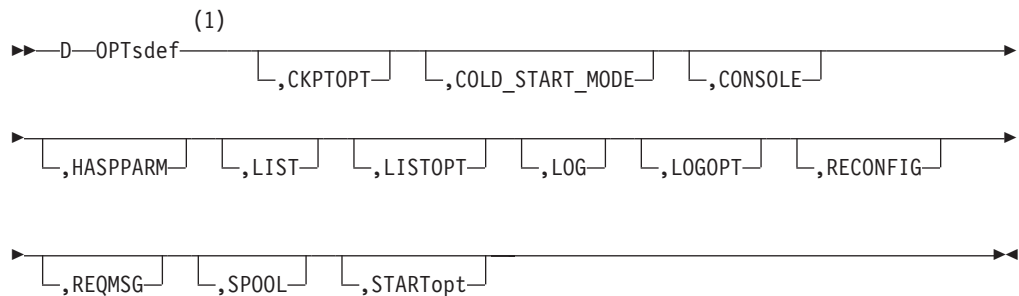 (1)
D OPTsdef
,CKPTOPT ,COLD_START_MODE ,CONSOLE
,HASPPARM ,LIST ,LISTOPT ,LOG ,LOGOPT ,RECONFIG
,REQMSG ,SPOOL ,STARTopt